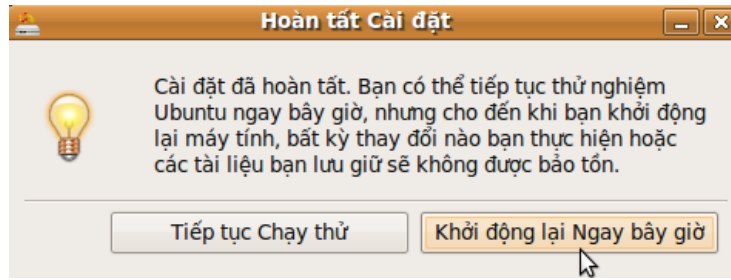 Hoàn tất Cài đặt
Cài đặt đã hoàn tất. Bạn có thể tiếp tục thử nghiệm
Ubuntu ngay bây giờ, nhưng cho đến khi bạn khởi động
lại máy tính, bất kỳ thay đổi nào bạn thực hiện hoặc
các tài liệu bạn lưu giữ sẽ không được bảo tồn.
Tiếp tục Chạy thử
Khởi động lại Ngay bây giờ